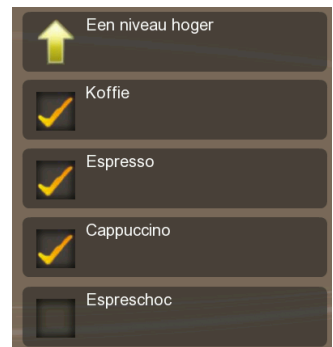 Een niveau hoger
Koffie
Espresso
Cappuccino
Espreschoc